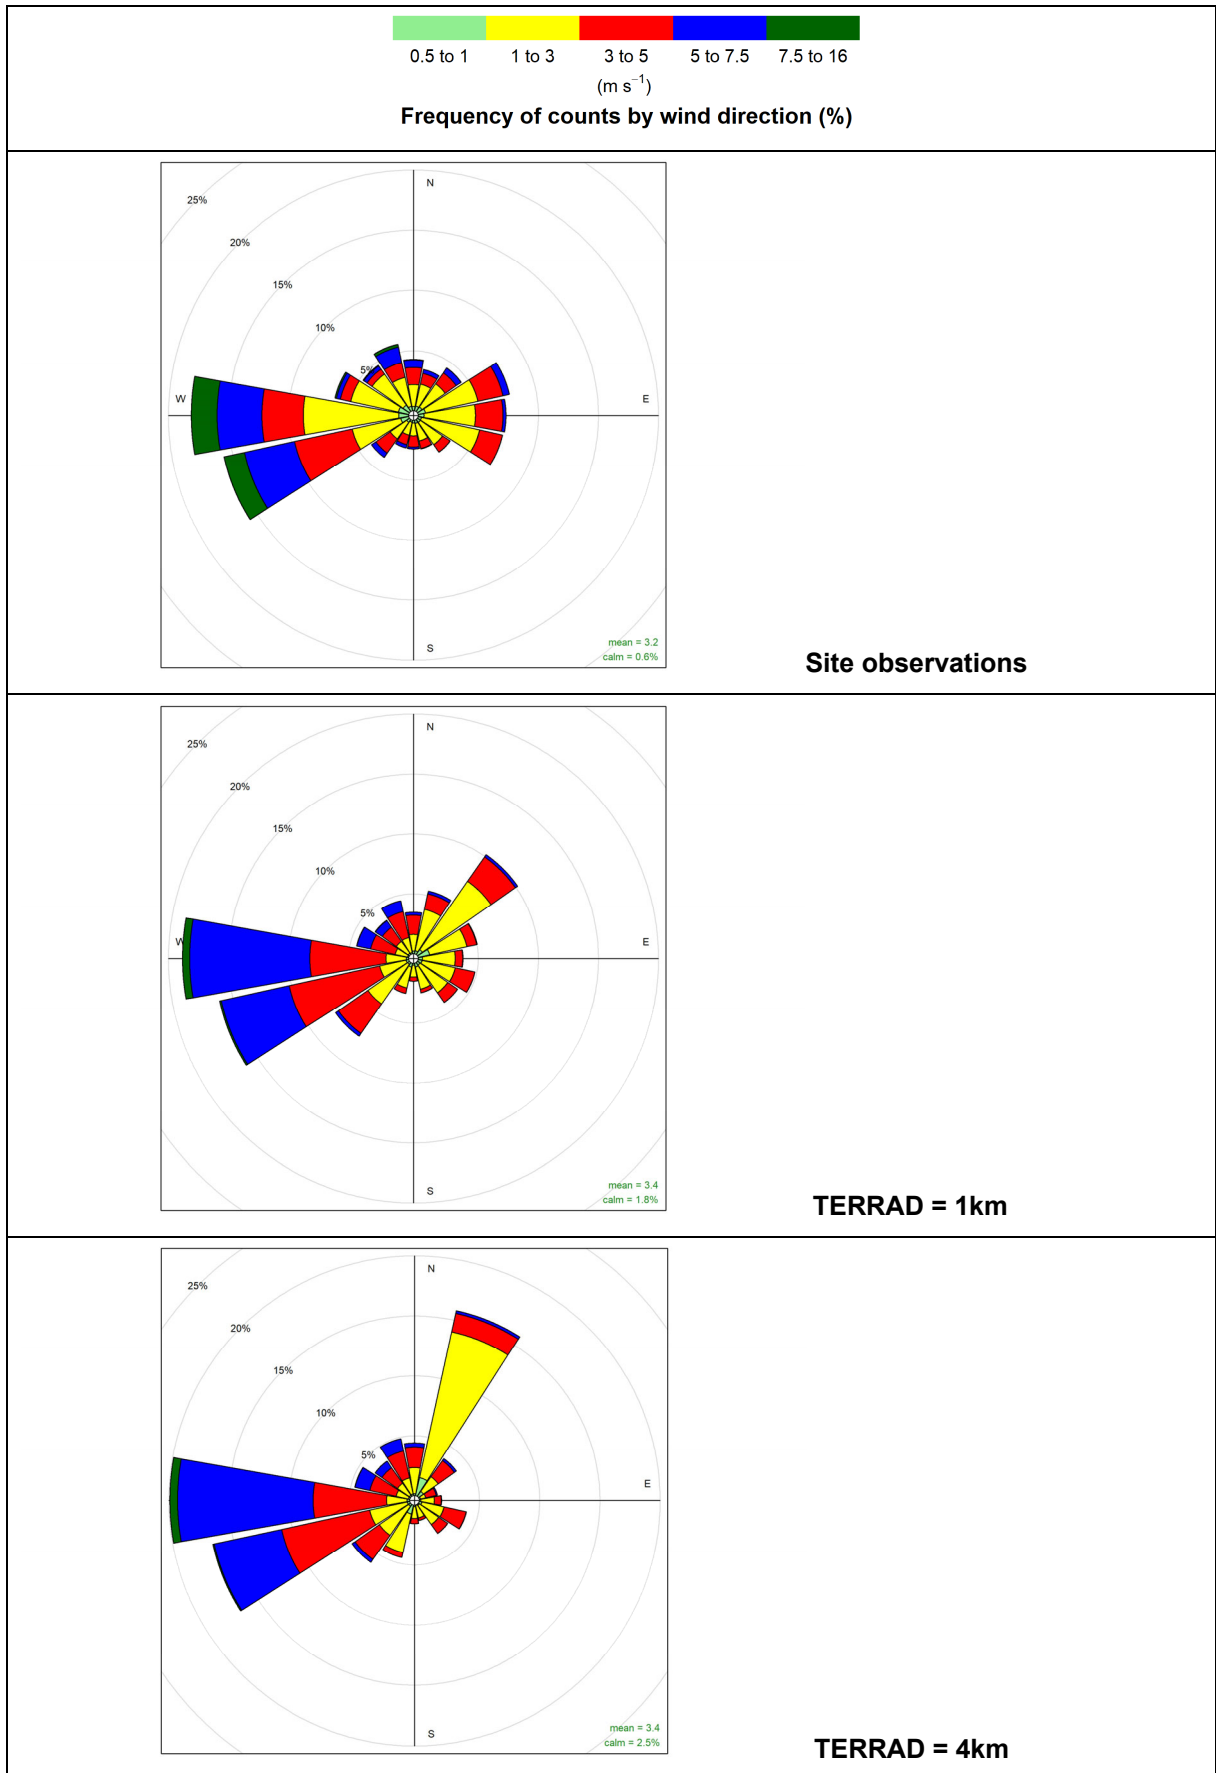 0.5 to 1 1 to 3 3 to 5 5 to 7.5 7.5 to 16
(m s⁻¹)
Frequency of counts by wind direction (%)
N
25%
20%
15%
10%
5%
W E
S
mean = 3.2
calm = 0.6%
Site observations
N
25%
20%
15%
10%
5%
W E
S
mean = 3.4
calm = 1.8%
TERRAD = 1km
N
25%
20%
15%
10%
5%
E
S
mean = 3.4
calm = 2.5%
TERRAD = 4km